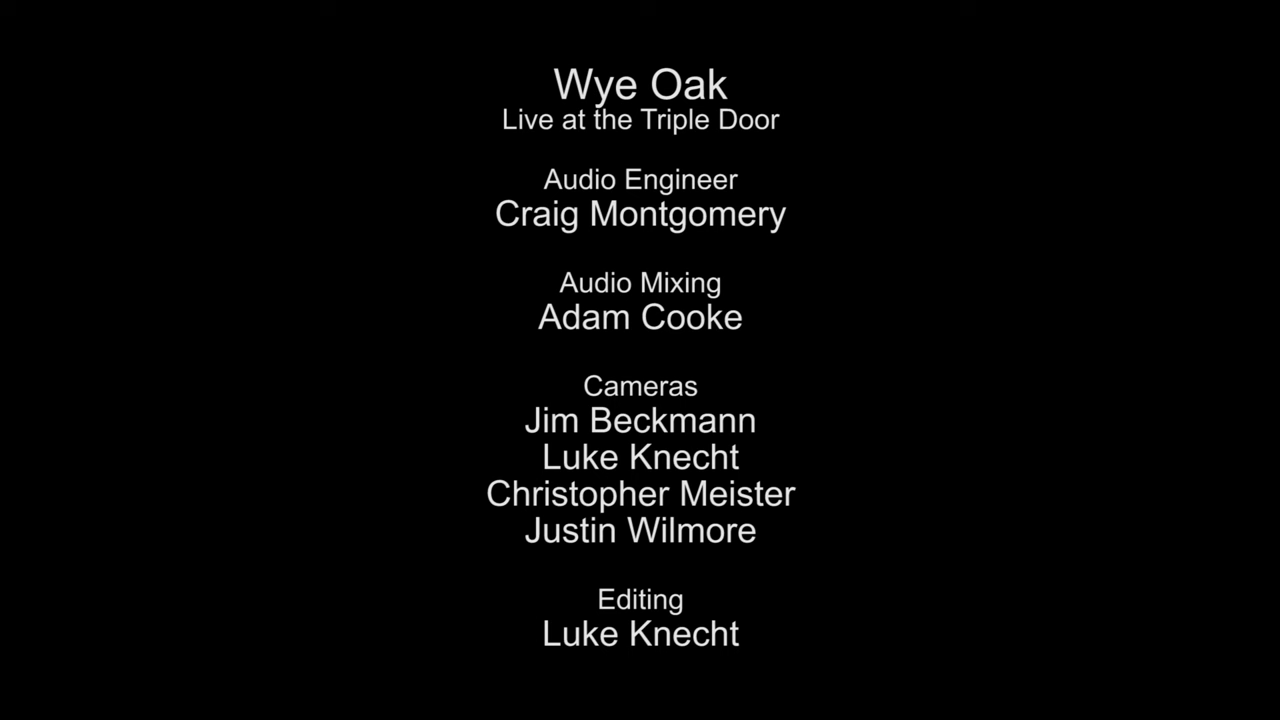 Wye Oak
Live at the Triple Door
Audio Engineer
Craig Montgomery
Audio Mixing
Adam Cooke
Cameras
Jim Beckmann
Luke Knecht
Christopher Meister
Justin Wilmore
Editing
Luke Knecht